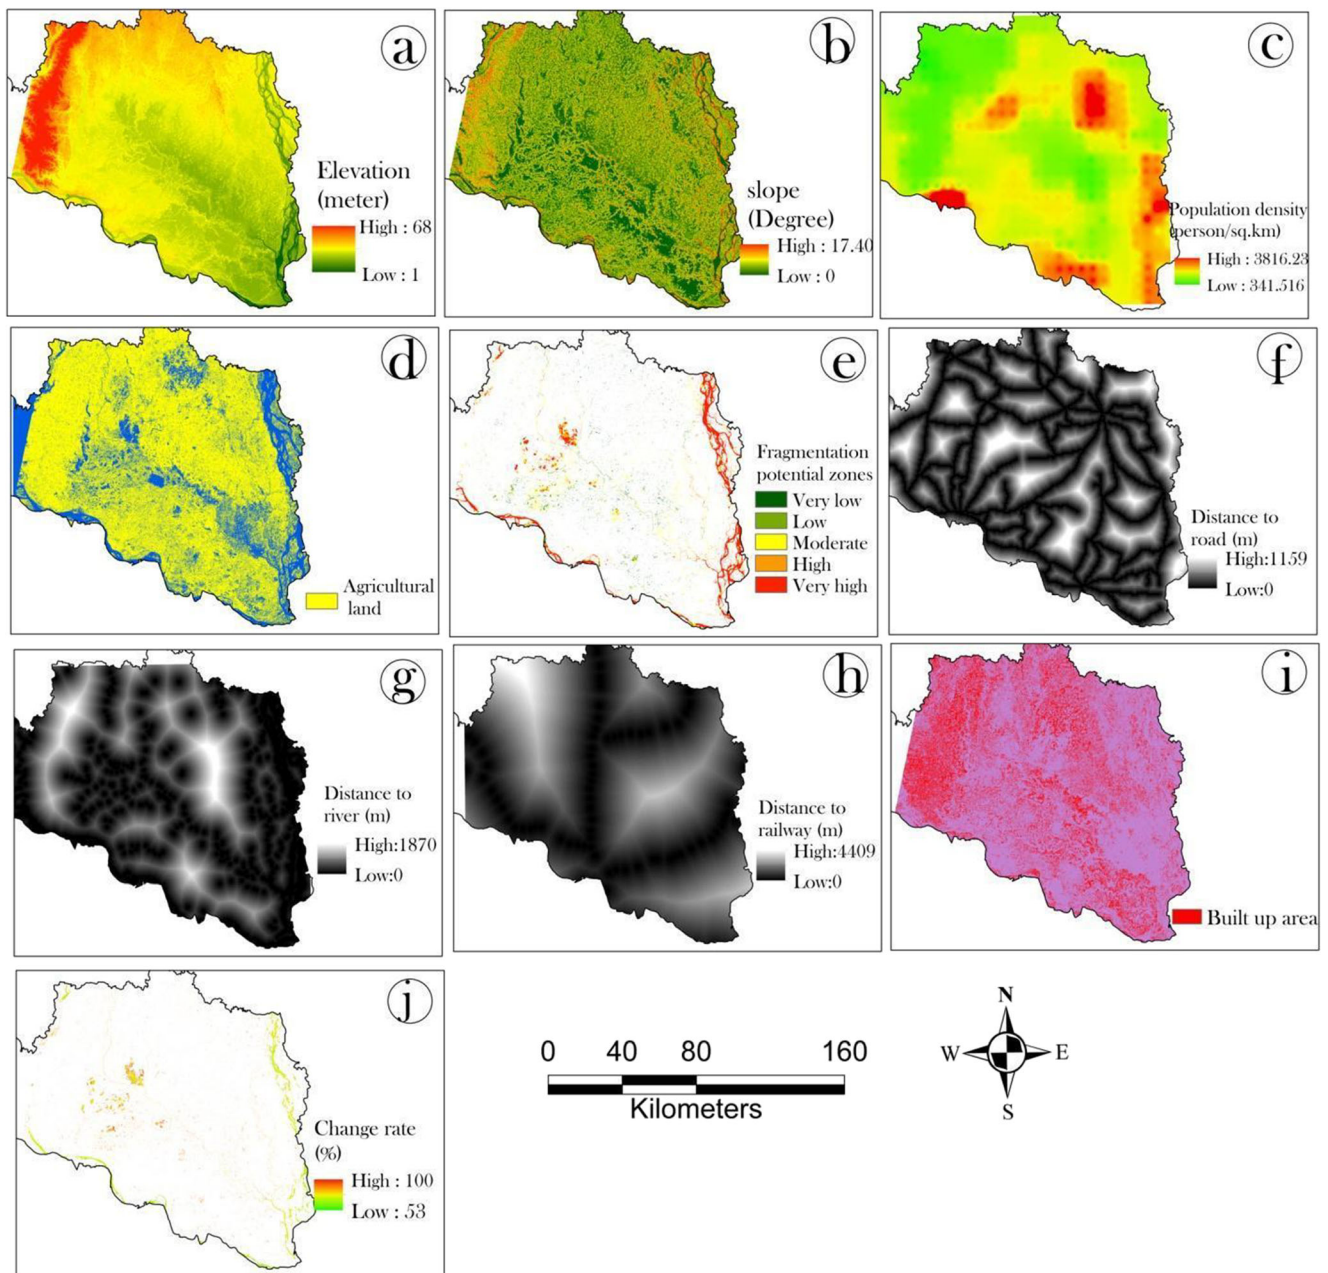 a
Elevation
(meter)
High : 68
Low : 1
b
slope
(Degree)
High : 17.40
Low : 0
c
Population density
(person/sq.km)
High : 3816.23
Low : 341.516
d
Agricultural
land
e
Fragmentation
potential zones
Very low
Low
Moderate
High
Very high
f
Distance to
road (m)
High:1159
Low:0
g
Distance to
river (m)
High:1870
Low:0
h
Distance to
railway (m)
High:4409
Low:0
i
Built up area
j
Change rate
(%)
High : 100
Low : 53
0 40 80 160
Kilometers
N
W E
S